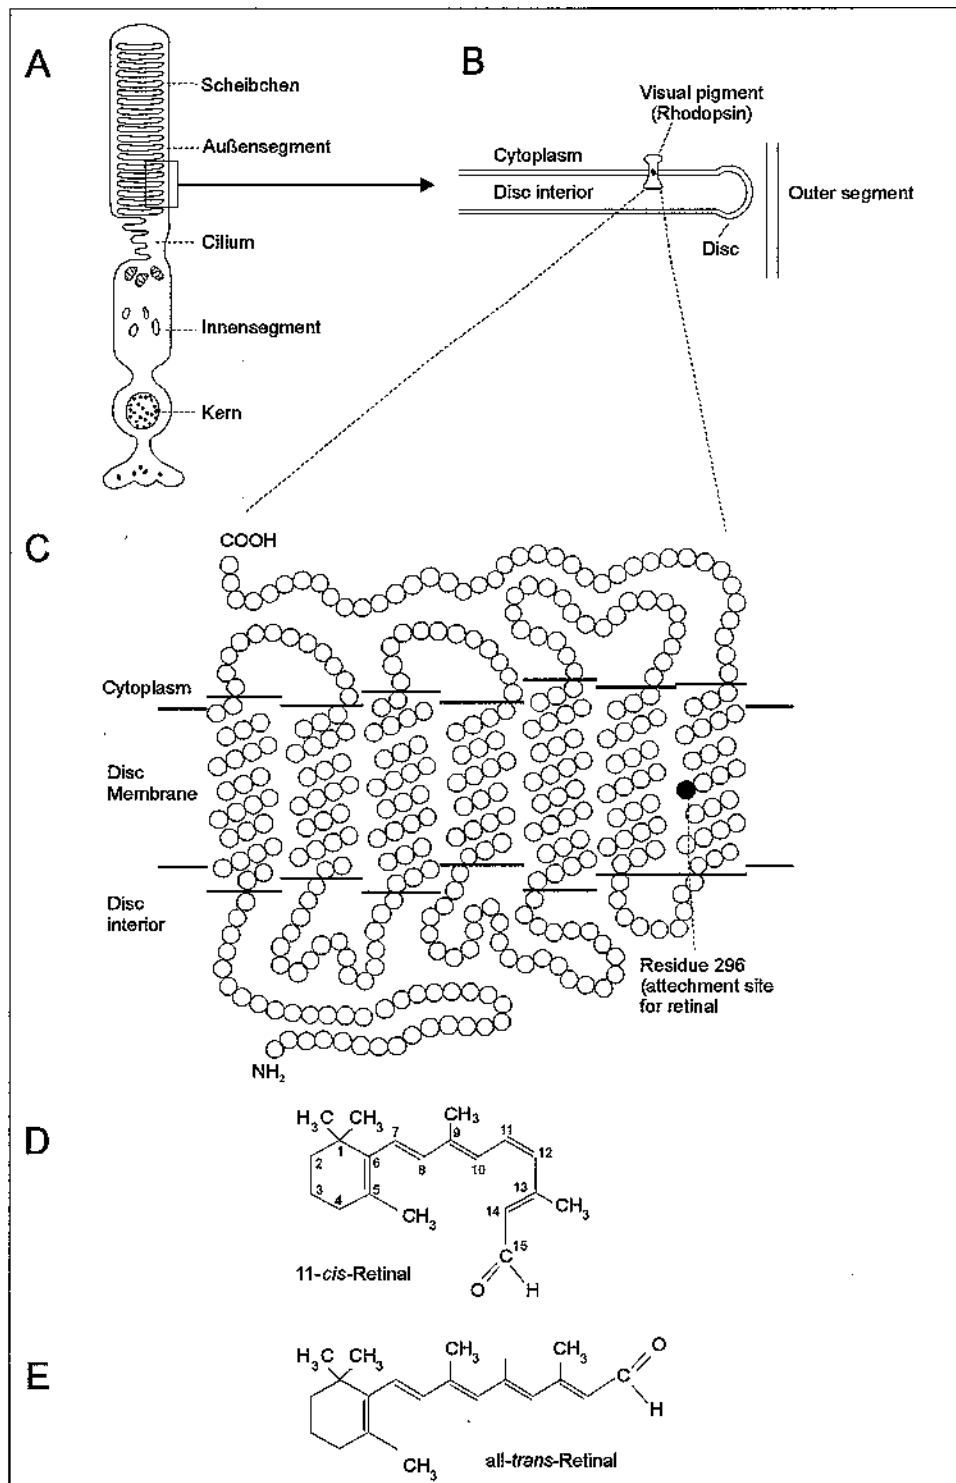 A
Scheibchen
Außensegment
Cilium
Innensegment
Kern
B
Visual pigment
(Rhodopsin)
Cytoplasm
Disc interior
Outer segment
Disc
C
COOH
Cytoplasm
Disc
Membrane
Disc
interior
Residue 296
(attechment site
for retinal
NH2
D
H3C CH3 CH3
1 2 3 4 5 6 7 8 9 10 11 12 13 14 15
CH3 CH3
C
O H
11-cis-Retinal
E
H3C CH3 CH3 CH3 O
C
H
CH3
all-trans-Retinal